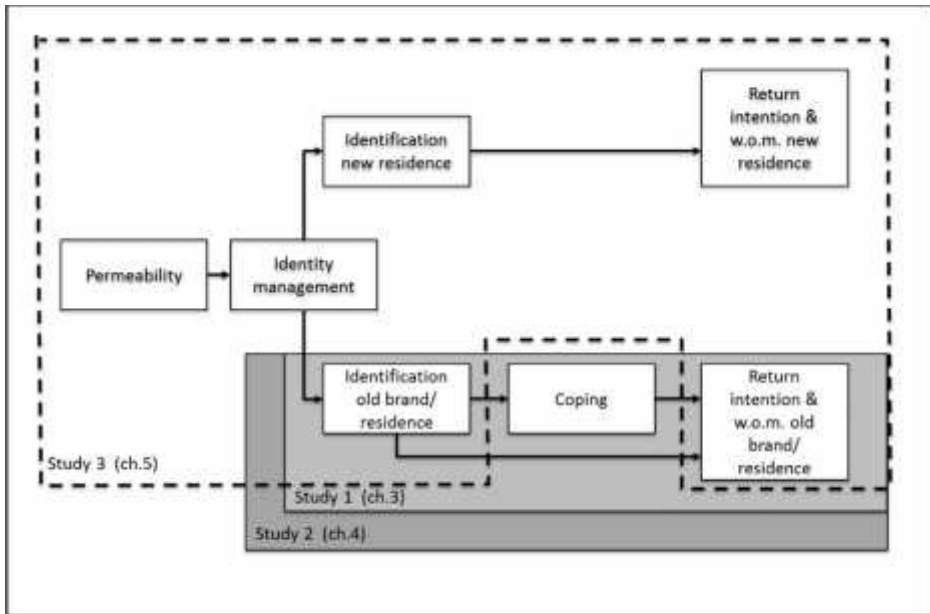 Return
intention &
w.o.m. new
residence
Identification
new residence
Permeability
Identity
management
Identification
old brand/
residence
Coping
Return
intention &
w.o.m. old
brand/
residence
Study 3 (ch.5)
Study 1 (ch.3)
Study 2 (ch.4)